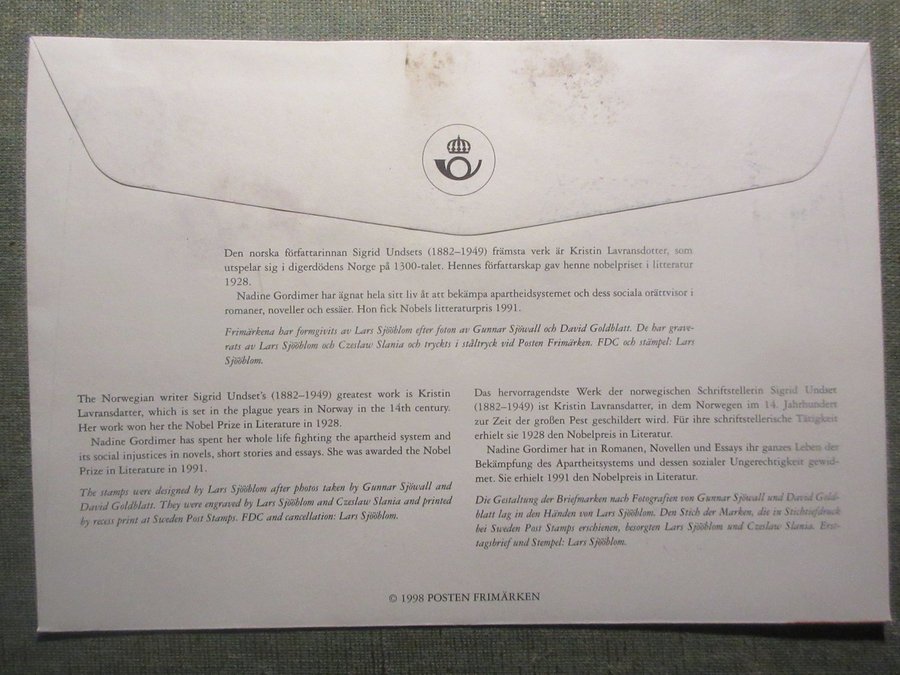 Den norska författarinnan Sigrid Undsets (1882–1949) främsta verk är Kristin Lavransdotter, som
utspelar sig i digerdödens Norge på 1300-talet. Hennes författarskap gav henne nobelpriset i litteratur
1928.
Nadine Gordimer har ägnat hela sitt liv åt att bekämpa apartheidsystemet och dess sociala orättvisor i
romaner, noveller och essäer. Hon fick Nobels litteraturpris 1991.
Frimärkena har formgivits av Lars Sjööblom efter foton av Gunnar Sjöwall och David Goldblatt. De har grave-
rats av Lars Sjööblom och Czeslaw Slania och tryckts i ståltryck vid Posten Frimärken. FDC och stämpel: Lars
Sjööblom.
The Norwegian writer Sigrid Undset's (1882–1949) greatest work is Kristin
Lavransdatter, which is set in the plague years in Norway in the 14th century.
Her work won her the Nobel Prize in Literature in 1928.
Nadine Gordimer has spent her whole life fighting the apartheid system and
its social injustices in novels, short stories and essays. She was awarded the Nobel
Prize in Literature in 1991.
The stamps were designed by Lars Sjööblom after photos taken by Gunnar Sjöwall and
David Goldblatt. They were engraved by Lars Sjööblom and Czeslaw Slania and printed
by recess print at Sweden Post Stamps. FDC and cancellation: Lars Sjööblom.
Das hervorragendste Werk der norwegischen Schriftstellerin Sigrid Undset
(1882–1949) ist Kristin Lavransdatter, in dem Norwegen im 14. Jahrhundert
zur Zeit der großen Pest geschildert wird. Für ihre schriftstellerische Tätigkeit
erhielt sie 1928 den Nobelpreis in Literatur.
Nadine Gordimer hat in Romanen, Novellen und Essays ihr ganzes Leben der
Bekämpfung des Apartheitsystems und dessen sozialer Ungerechtigkeit gewid-
met. Sie erhielt 1991 den Nobelpreis in Literatur.
Die Gestaltung der Briefmarken nach Fotografien von Gunnar Sjöwall und David Gold-
blatt lag in den Händen von Lars Sjööblom. Den Stich der Marken, die in Stichtiefdruck
bei Sweden Post Stamps erschienen, besorgten Lars Sjööblom und Czeslaw Slania. Erst-
tagsbrief und Stempel: Lars Sjööblom.
© 1998 POSTEN FRIMÄRKEN